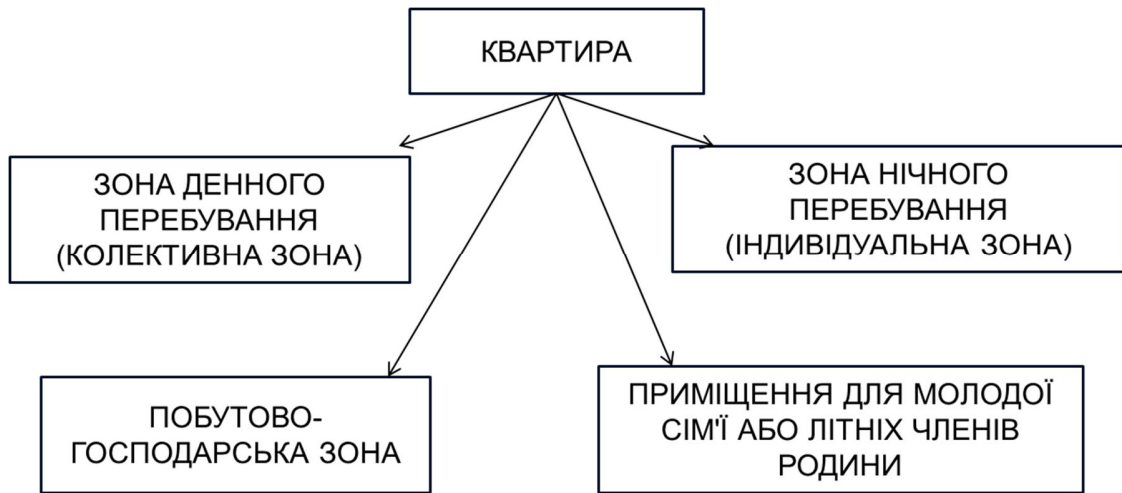 КВАРТИРА
ЗОНА ДЕННОГО
ПЕРЕБУВАННЯ
(КОЛЕКТИВНА ЗОНА)
ЗОНА НІЧНОГО
ПЕРЕБУВАННЯ
(ІНДИВІДУАЛЬНА ЗОНА)
ПОБУТОВО-
ГОСПОДАРСЬКА ЗОНА
ПРИМІЩЕННЯ ДЛЯ МОЛОДОЇ
СІМ'Ї АБО ЛІТНІХ ЧЛЕНІВ
РОДИНИ